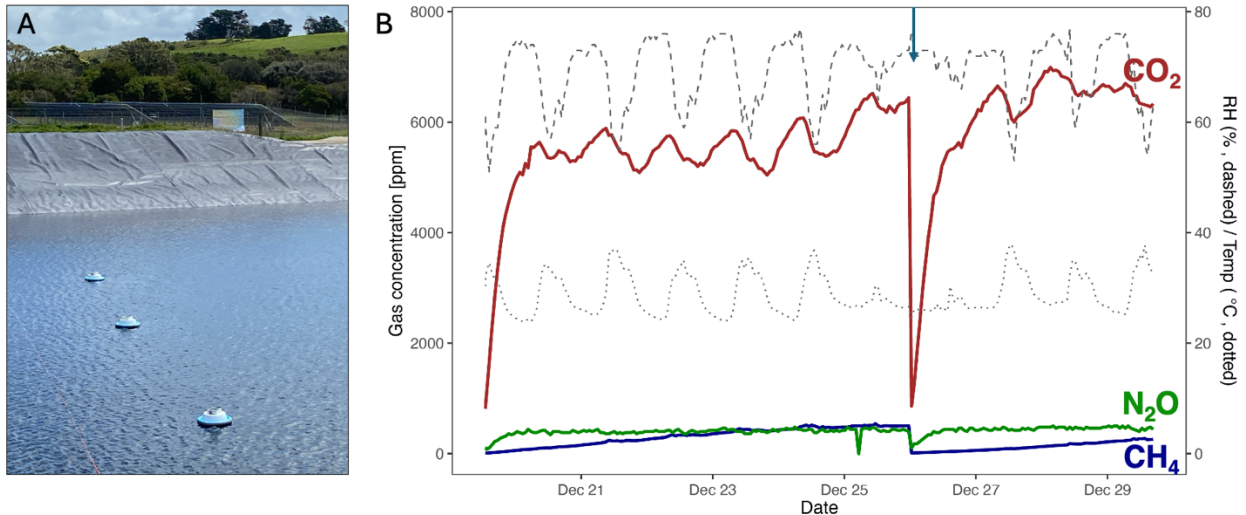 A
B
8000
6000
4000
2000
0
Gas concentration [ppm]
80
60
40
20
0
RH (%, dashed) / Temp ( °C , dotted)
CO₂
N₂O
CH₄
Dec 21
Dec 23
Dec 25
Dec 27
Dec 29
Date